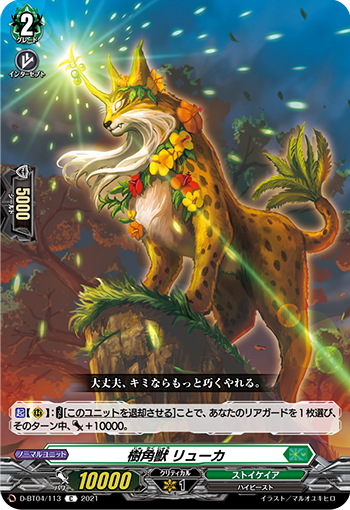 2
グレード
インターセプト
シールド
5000
大丈夫、キミならもっと巧くやれる。
起【R】:【[このユニットを退却させる]ことで、あなたのリアガードを1枚選び、
そのターン中、+10000。
ノーマルユニット
樹角獣 リューカ
パワー 10000
クリティカル
1
ストイケイア
ハイビースト
D-BT04/113 C 2021
イラスト/マルオユキヒロ